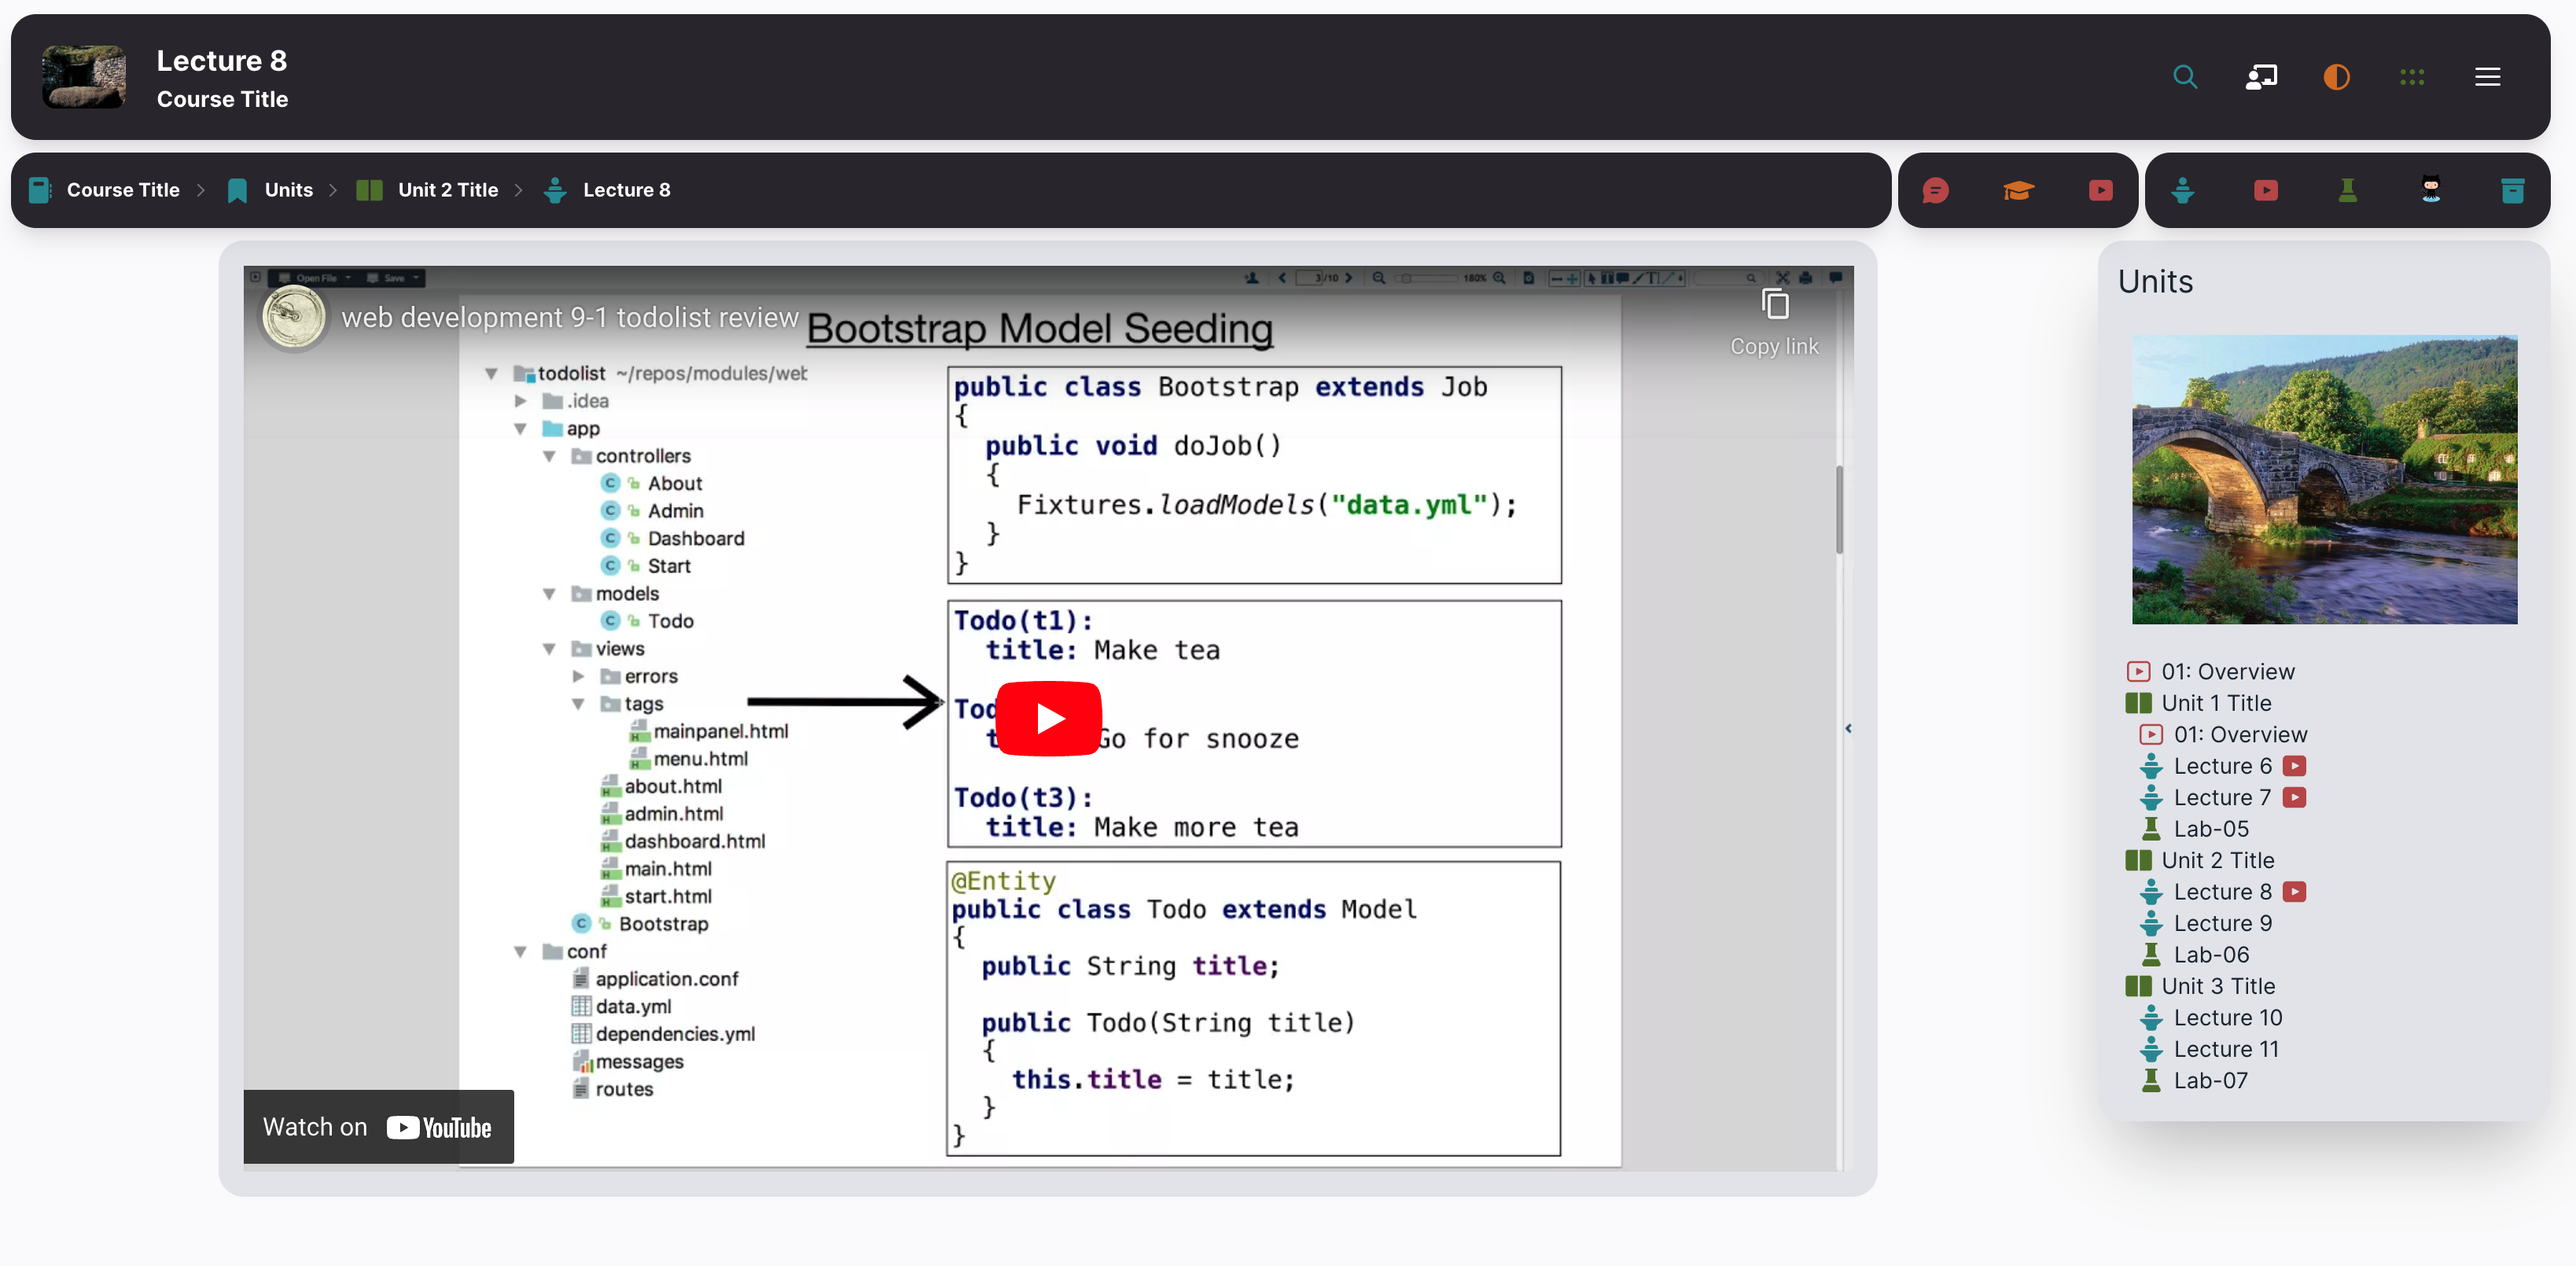 Lecture 8
Course Title
Course Title
Units
Unit 2 Title
Lecture 8
Open File
Save
3/10
180%
web development 9-1 todolist review
Copy link
Bootstrap Model Seeding
todolist ~/repos/modules/web
.idea
app
controllers
About
Admin
Dashboard
Start
models
Todo
views
errors
tags
mainpanel.html
menu.html
about.html
admin.html
dashboard.html
main.html
start.html
Bootstrap
conf
application.conf
data.yml
dependencies.yml
messages
routes
public class Bootstrap extends Job
{
public void doJob()
{
Fixtures.loadModels("data.yml");
}
}
Todo(t1):
title: Make tea
Go for snooze
Todo(t3):
title: Make more tea
@Entity
public class Todo extends Model
{
public String title;
public Todo(String title)
{
this.title = title;
}
}
Watch on YouTube
Units
01: Overview
Unit 1 Title
01: Overview
Lecture 6
Lecture 7
Lab-05
Unit 2 Title
Lecture 8
Lecture 9
Lab-06
Unit 3 Title
Lecture 10
Lecture 11
Lab-07